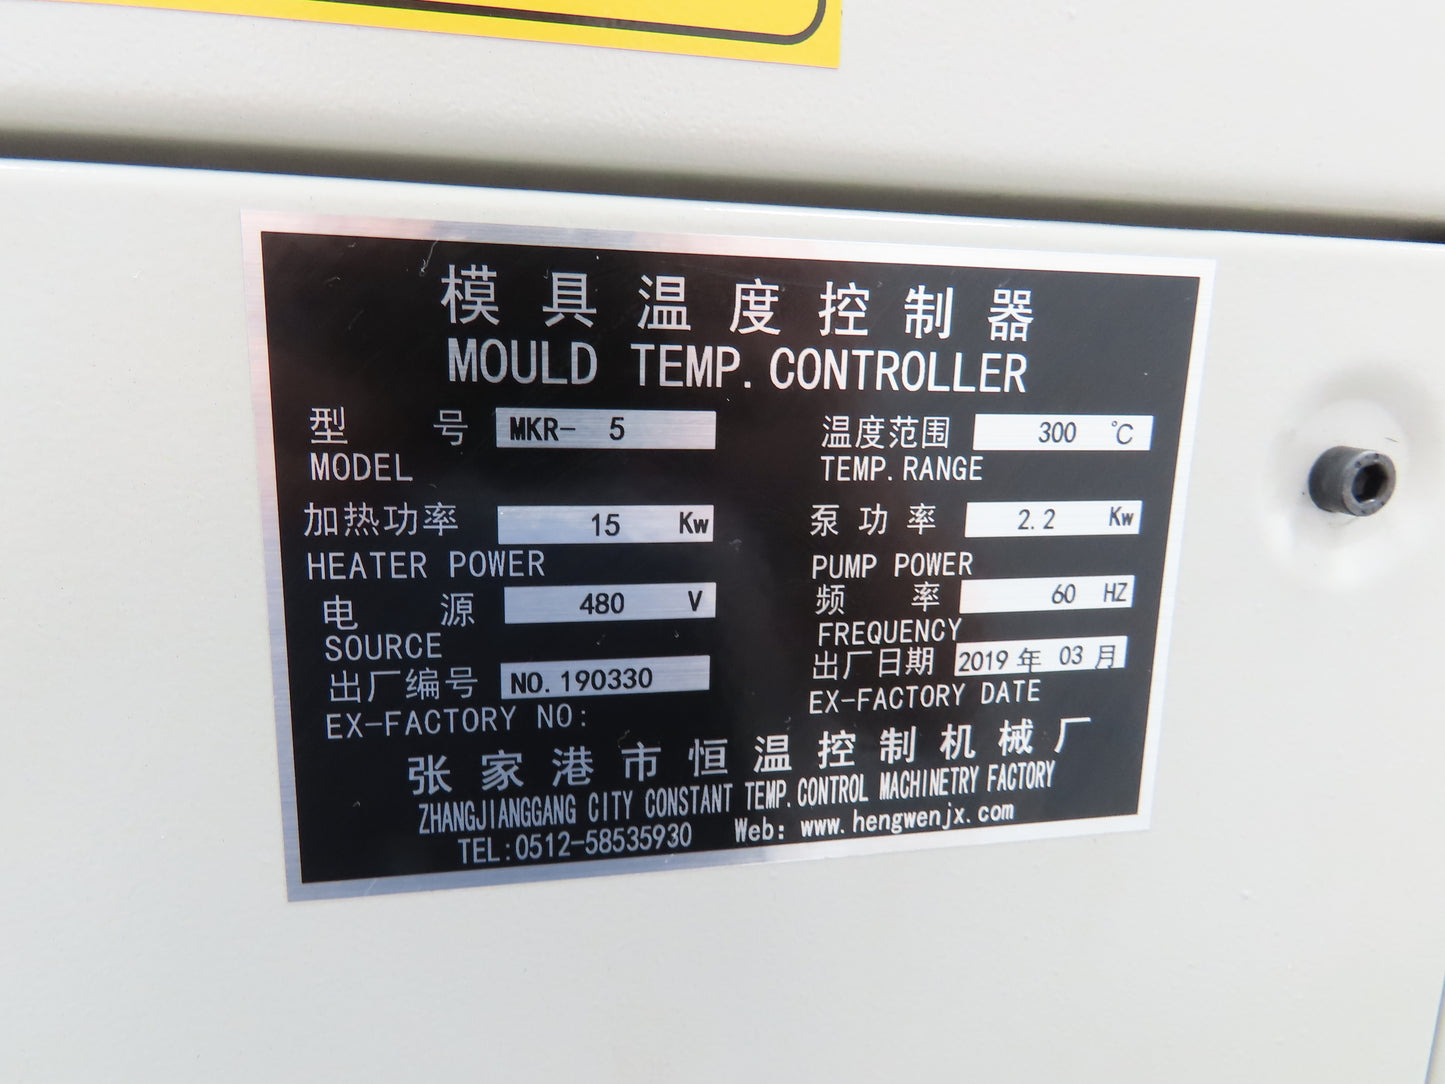 模具温度控制器
MOULD TEMP. CONTROLLER
型 号 MKR- 5 温度范围 300 ℃
MODEL TEMP. RANGE
加热功率 15 Kw 泵功率 2.2 Kw
HEATER POWER PUMP POWER
电 源 480 V 频 率 60 HZ
SOURCE FREQUENCY
出厂编号 NO. 190330 出厂日期 2019 年 03 月
EX-FACTORY NO: EX-FACTORY DATE
张家港市恒温控制机械厂
ZHANGJIANGGANG CITY CONSTANT TEMP. CONTROL MACHINETRY FACTORY
TEL:0512-58535930 Web: www.hengwenjx.com